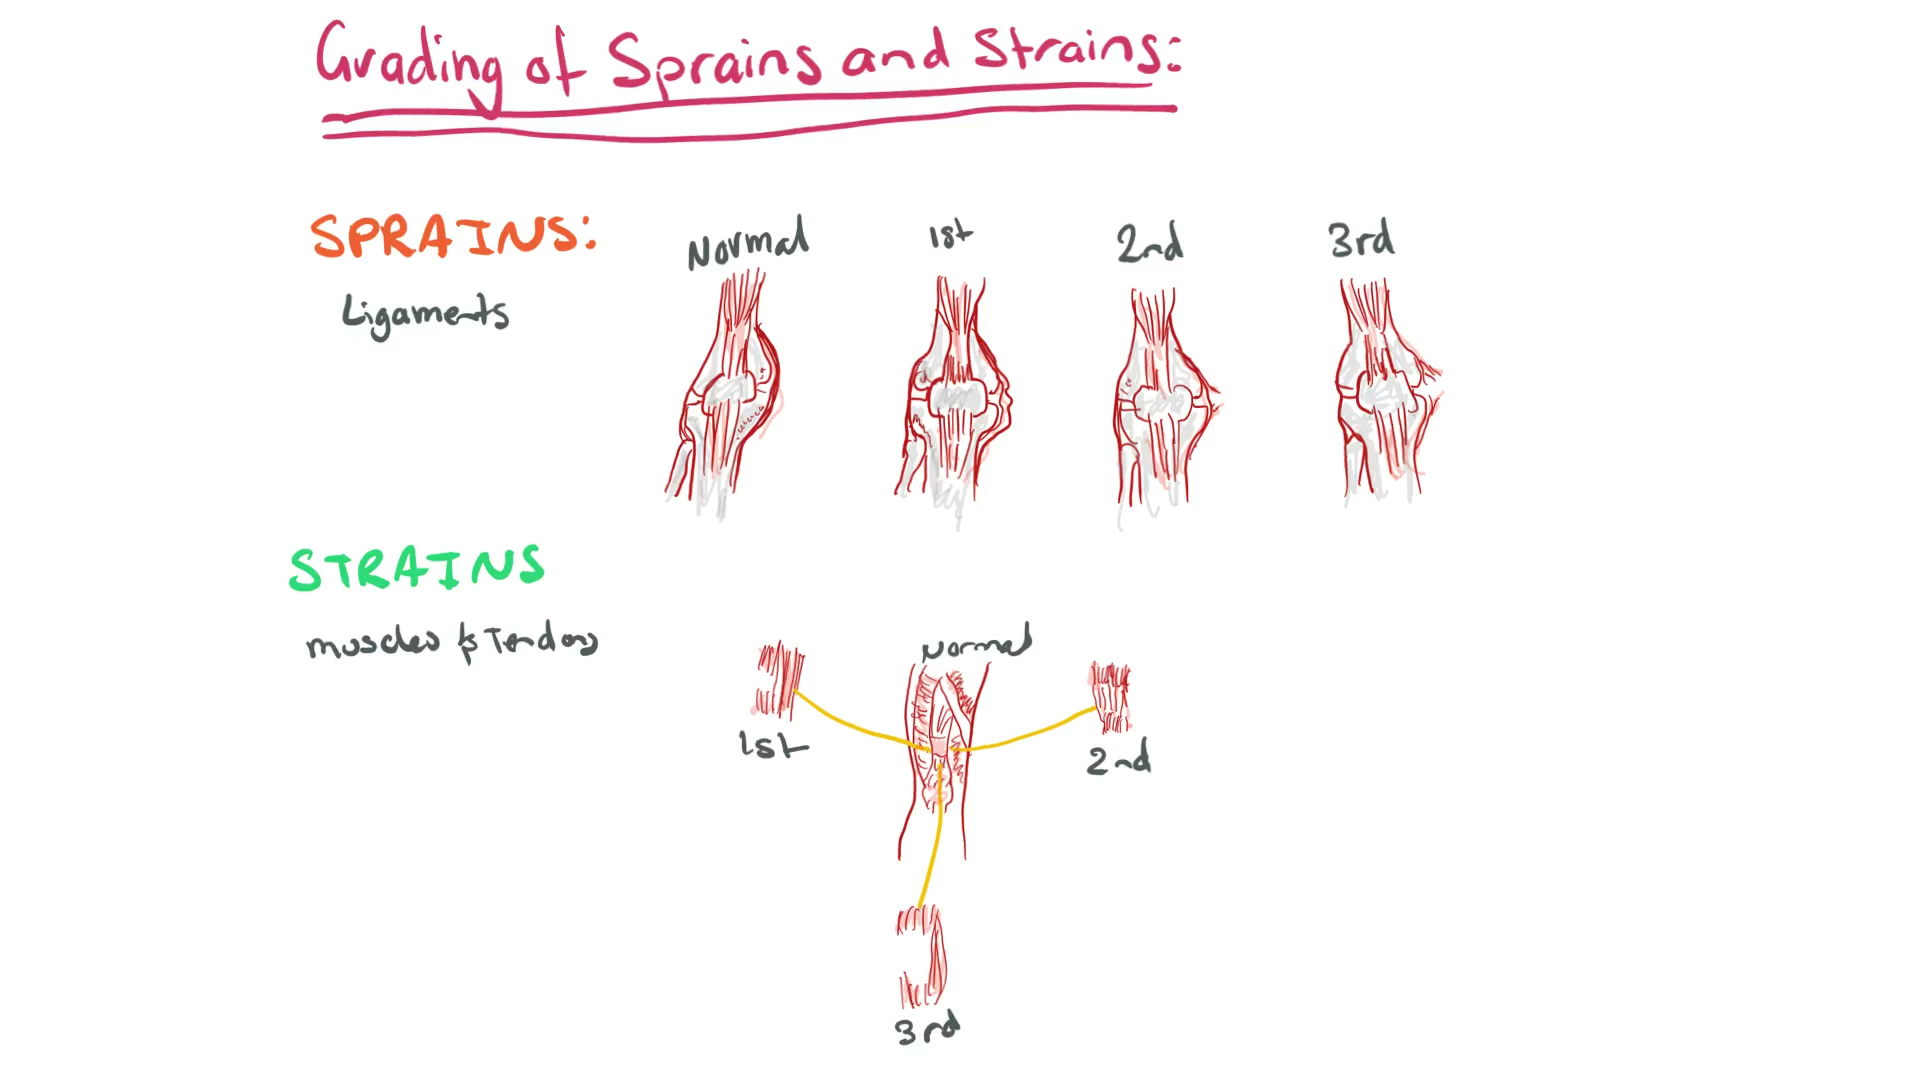 Grading of Sprains and Strains:
SPRAINS:
Normal
1st
2nd
3rd
Ligaments
STRAINS
muscles & Tendons
Normal
1st
2nd
3rd